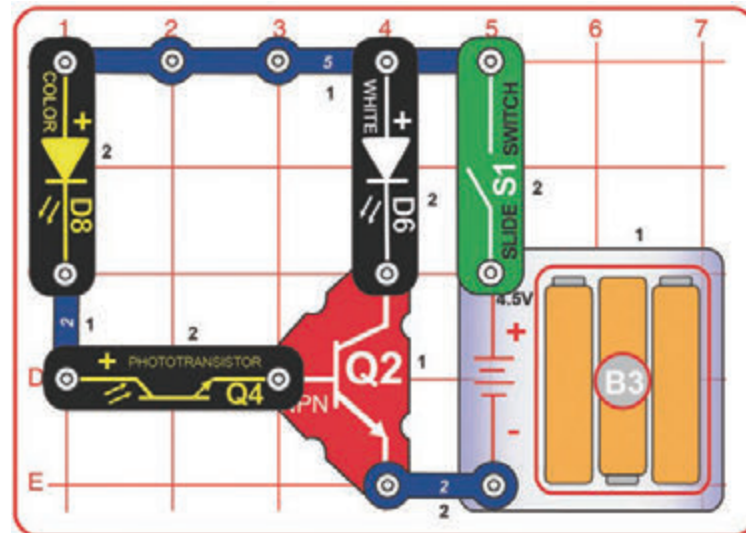 1 2 3 4 5 6 7
5
1
COLOR
+
D8
2
WHITE
+
D6
2
SLIDE S1 SWITCH
2
1
4.5V
2
1
2
+ PHOTOTRANSISTOR
Q4
D
NPN
Q2
1
+
-
B3
E
2
2